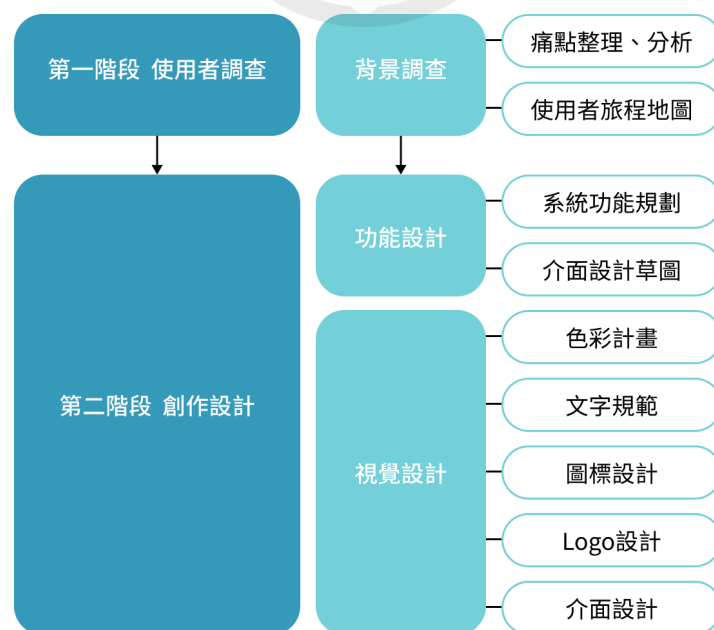 第一階段 使用者調查
背景調查
痛點整理、分析
使用者旅程地圖
第二階段 創作設計
功能設計
系統功能規劃
介面設計草圖
視覺設計
色彩計畫
文字規範
圖標設計
Logo設計
介面設計